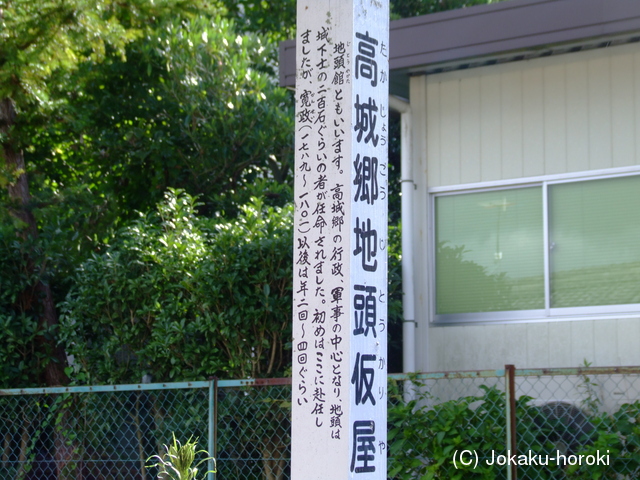 高城郷地頭仮屋
たかじょうごうじとうかりや
地頭館ともいいます。高城郷の行政、軍事の中心となり、地頭は
城下士の二百石ぐらいの者が任命されました。初めはここに赴任し
ましたが、寛政(一七八九〜一八〇一)以後は年二回〜四回ぐらい
(C) Jokaku-horoki